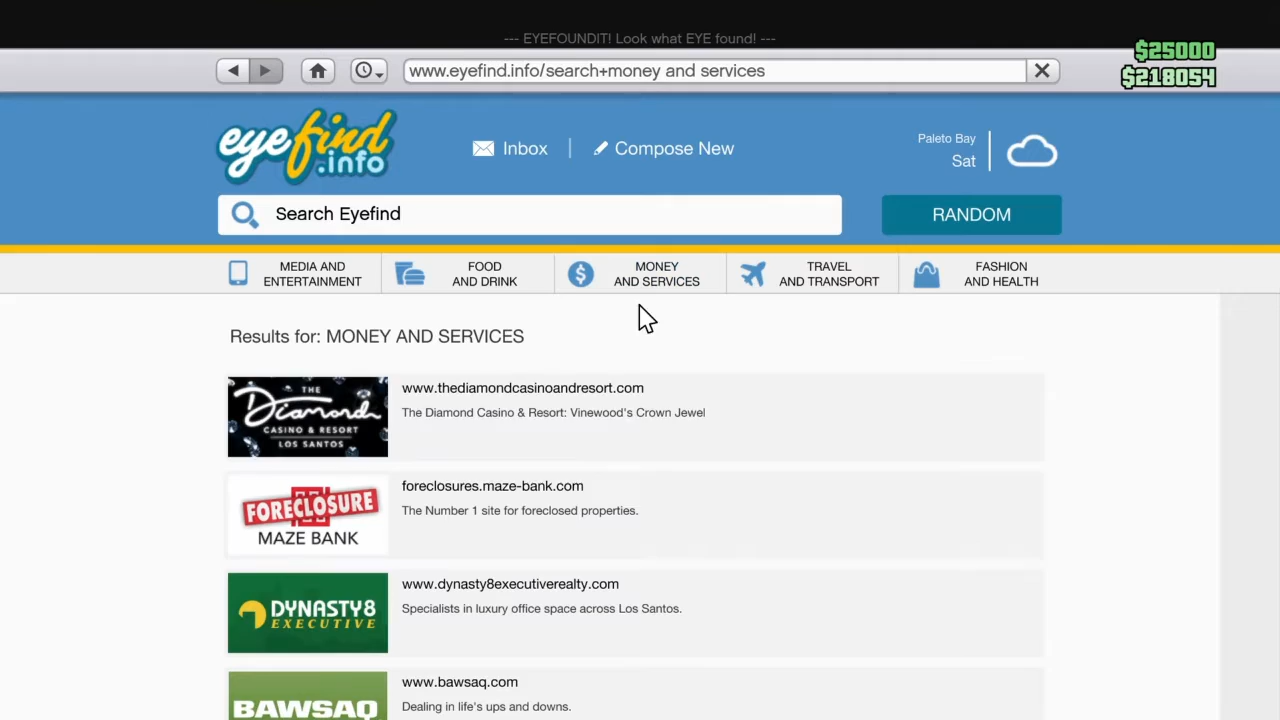 --- EYEFOUNDIT! Look what EYE found! ---
$25000
$218054
www.eyefind.info/search+money and services
eyefind
.info
Inbox
Compose New
Paleto Bay
Sat
Search Eyefind
RANDOM
MEDIA AND
ENTERTAINMENT
FOOD
AND DRINK
MONEY
AND SERVICES
TRAVEL
AND TRANSPORT
FASHION
AND HEALTH
Results for: MONEY AND SERVICES
THE
Diamond
CASINO & RESORT
LOS SANTOS
www.thediamondcasinoandresort.com
The Diamond Casino & Resort: Vinewood's Crown Jewel
FORECLOSURE
MAZE BANK
foreclosures.maze-bank.com
The Number 1 site for foreclosed properties.
DYNASTY8
EXECUTIVE
www.dynasty8executiverealty.com
Specialists in luxury office space across Los Santos.
BAWSAQ
www.bawsaq.com
Dealing in life's ups and downs.